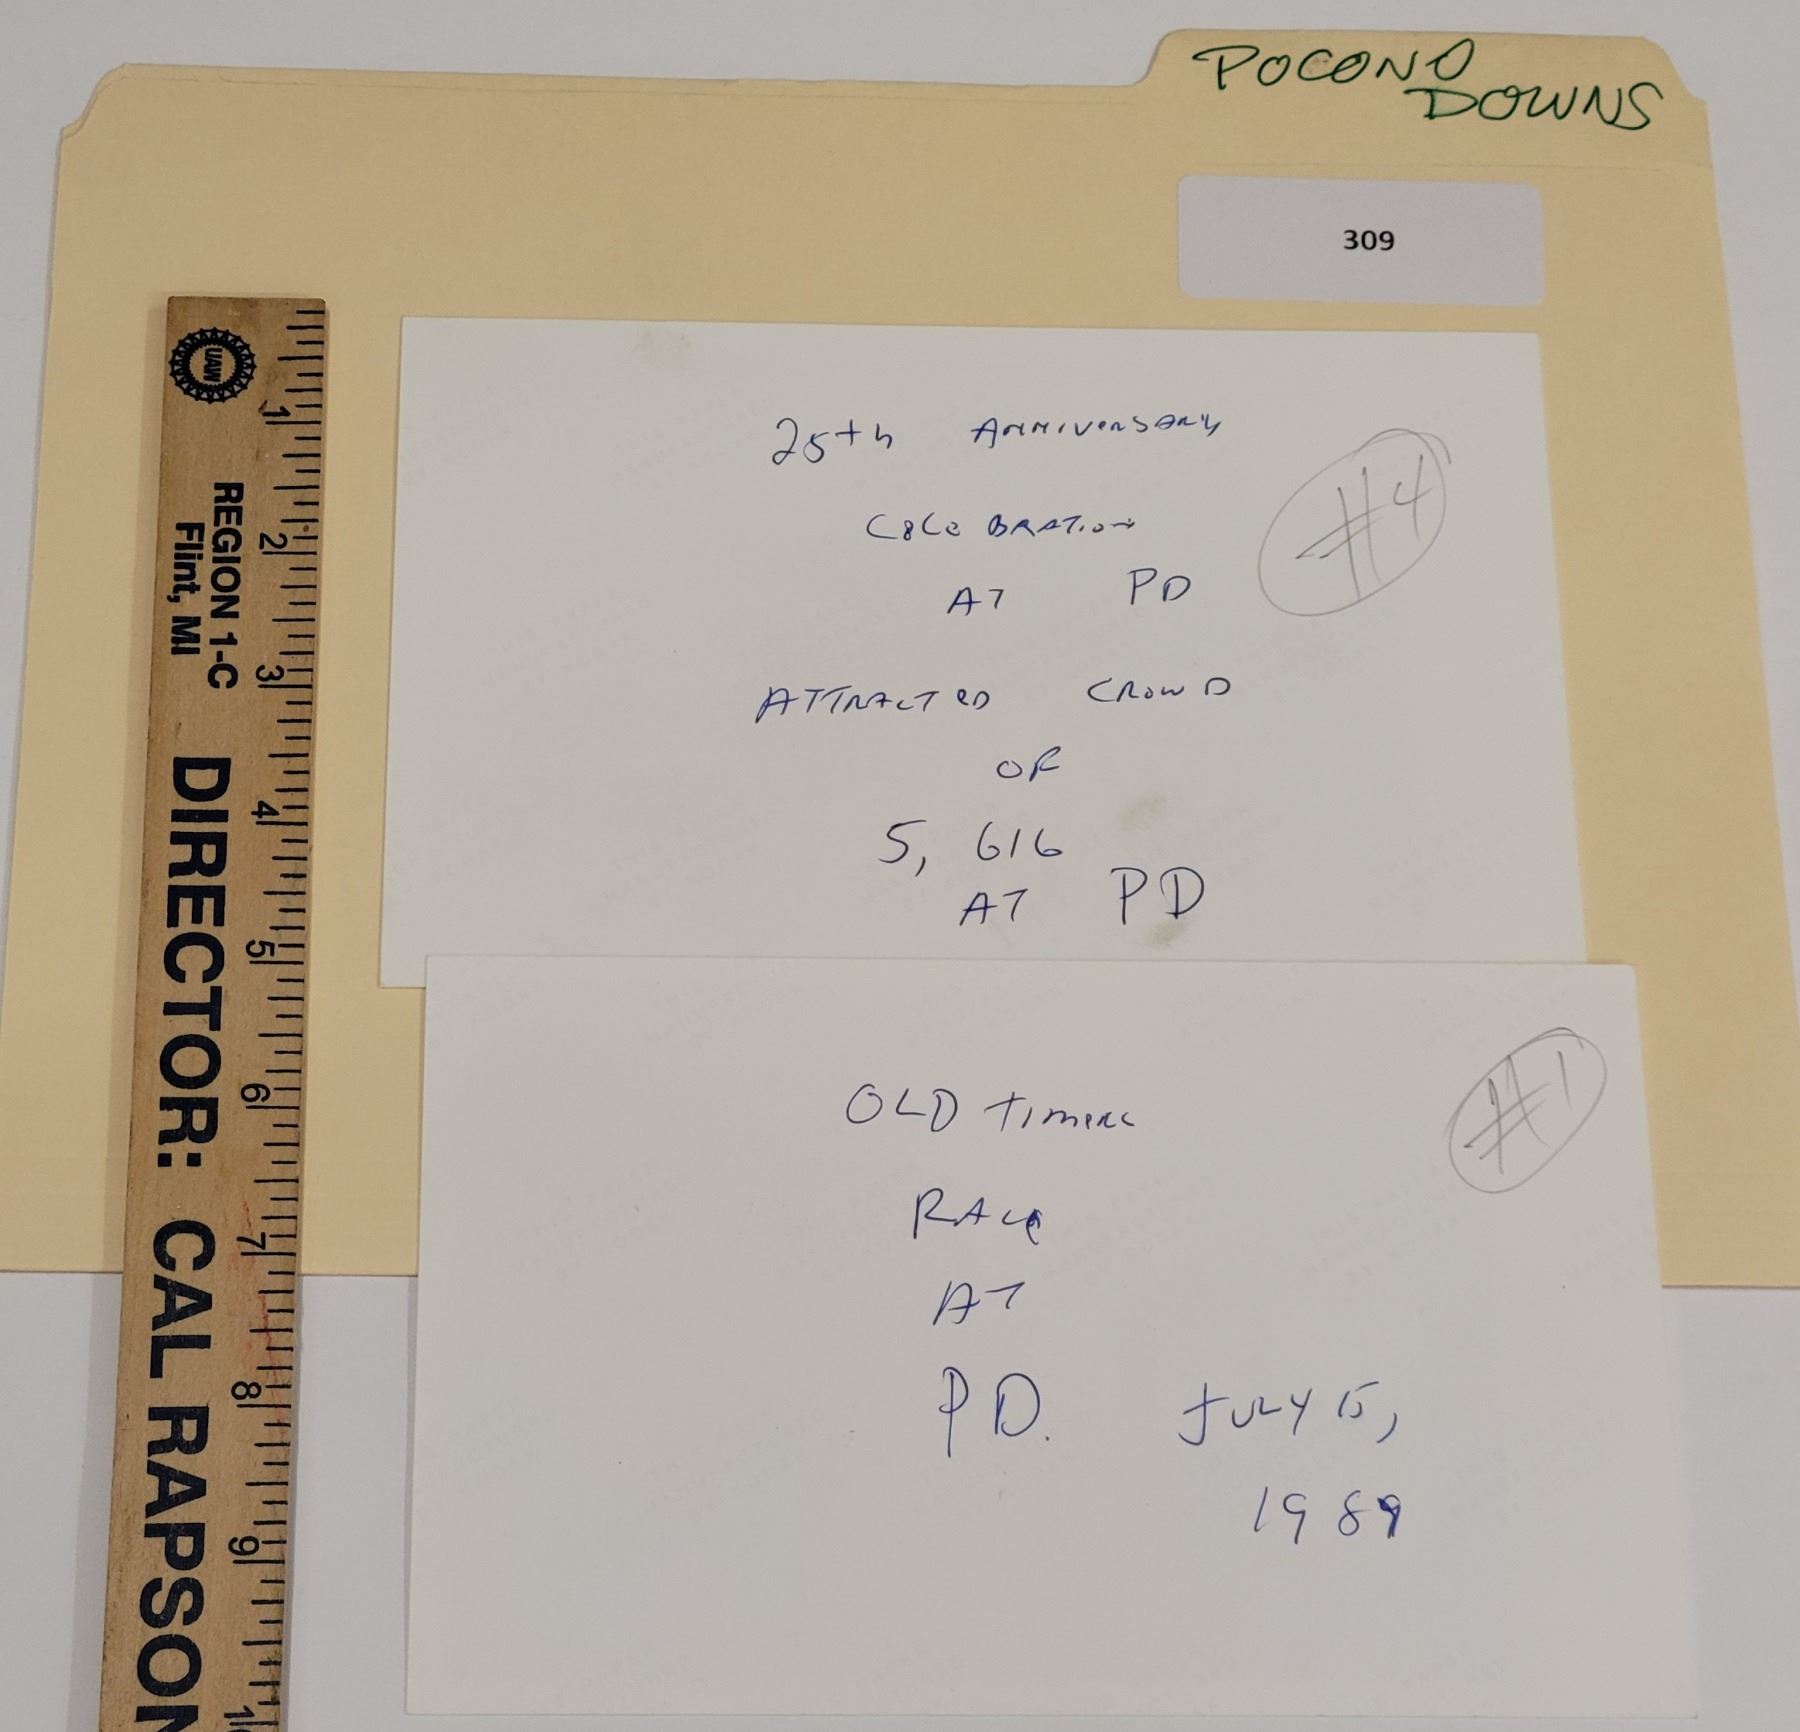 POCONO
DOWNS
309
25th ANNIVERSARY
CELEBRATION
AT PD
ATTRACTED CROWD
OF
5, 616
AT PD
#4
OLD TIMERS
RACE
AT
PD. JULY 15,
1989
#1
UAW
REGION 1-C
Flint, MI
DIRECTOR: CAL RAPSON
1
2
3
4
5
6
7
8
9